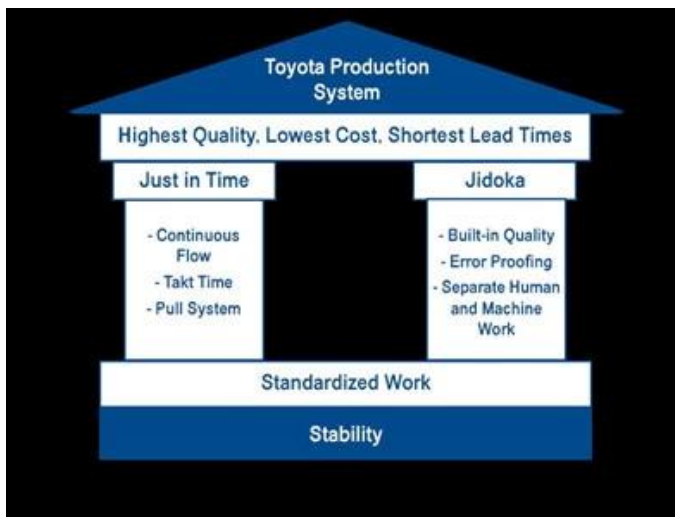 Toyota Production
System
Highest Quality, Lowest Cost, Shortest Lead Times
Just in Time
Jidoka
- Continuous
Flow
- Takt Time
- Pull System
- Built-in Quality
- Error Proofing
- Separate Human
and Machine
Work
Standardized Work
Stability